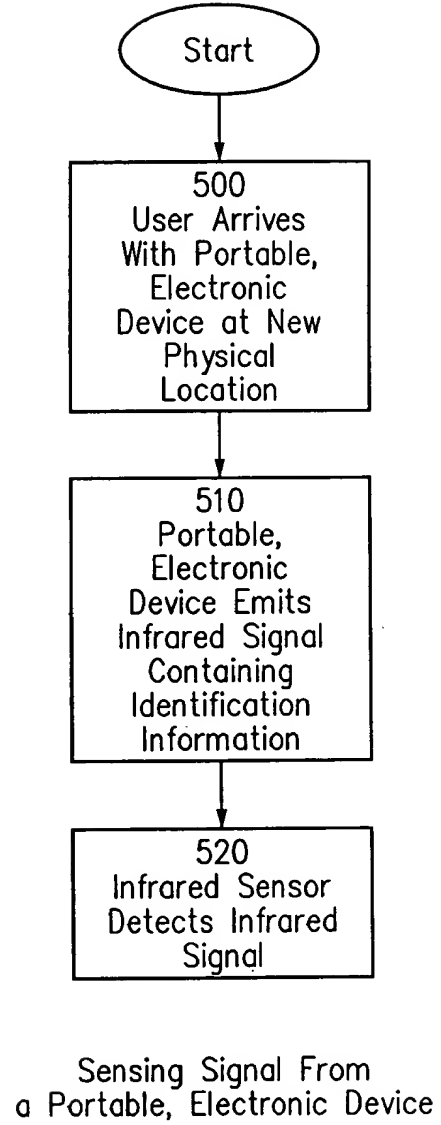 Start
500
User Arrives
With Portable,
Electronic
Device at New
Physical
Location
510
Portable,
Electronic
Device Emits
Infrared Signal
Containing
Identification
Information
520
Infrared Sensor
Detects Infrared
Signal
Sensing Signal From
a Portable, Electronic Device